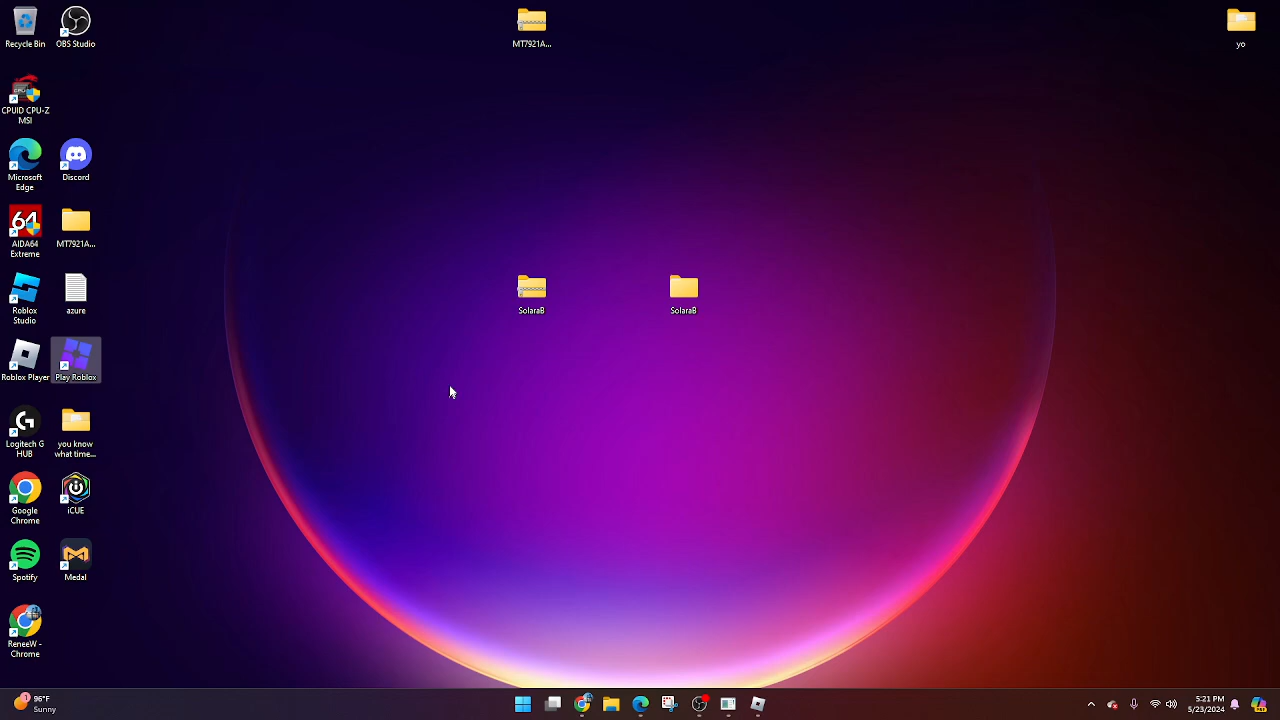 Recycle Bin
OBS Studio
MT7921A...
yo
CPUID CPU-Z
MSI
Microsoft
Edge
Discord
64
AIDA64
Extreme
MT7921A...
Roblox
Studio
azure
SolaraB
SolaraB
Roblox Player
Play Roblox
Logitech G
HUB
you know
what time...
Google
Chrome
iCUE
Spotify
Medal
ReneeW -
Chrome
1
96°F
Sunny
5:21 PM
5/23/2024